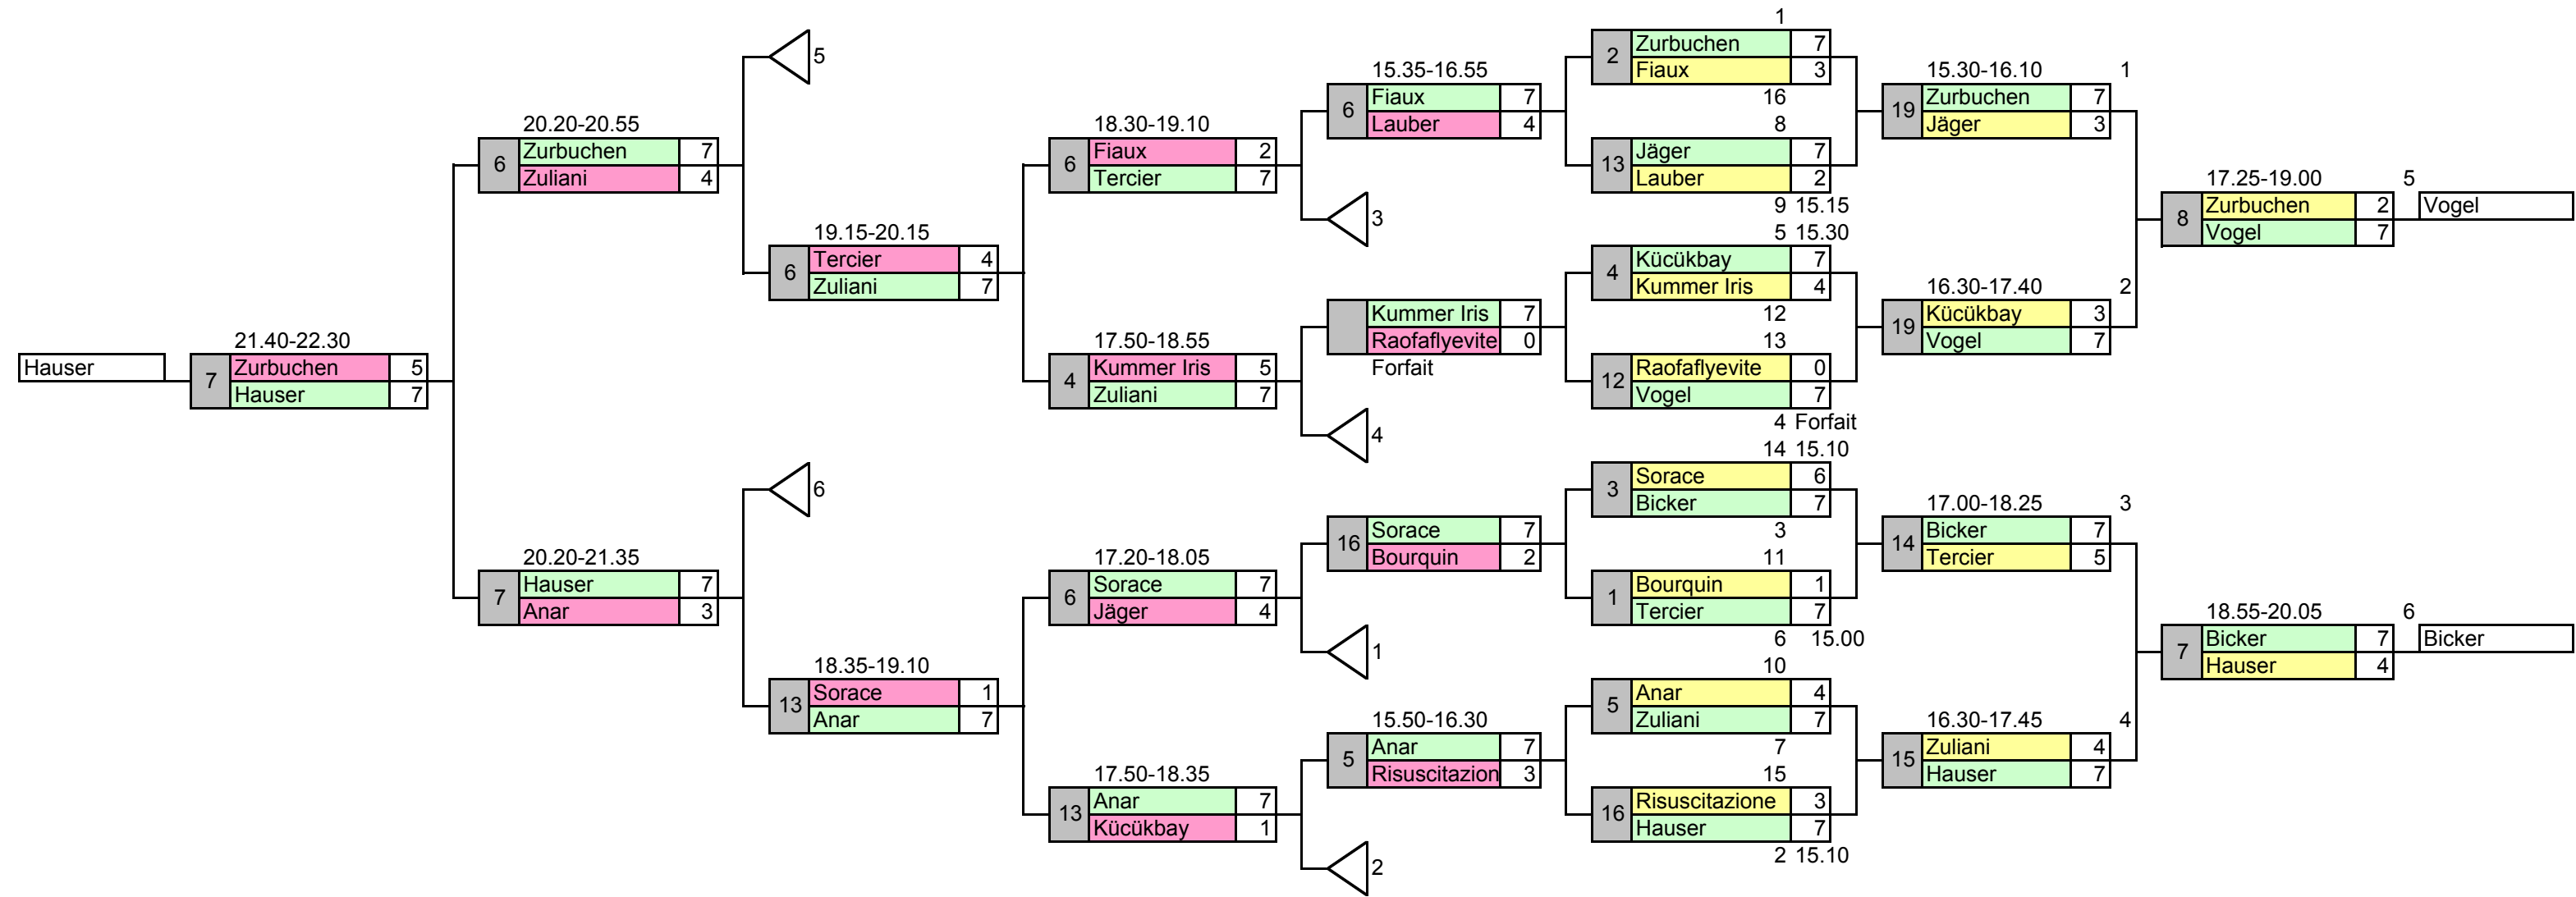 1
2 Zurbuchen 7
5
Fiaux 3
15.35-16.55
15.30-16.10 1
6 Fiaux 7
16
19 Zurbuchen 7
20.20-20.55
18.30-19.10
Lauber 4
8
Jäger 3
6 Zurbuchen 7
6 Fiaux 2
13 Jäger 7
Zuliani 4
Tercier 7
Lauber 2
17.25-19.00 5
9 15.15
8 Zurbuchen 2
Vogel
3
19.15-20.15
5 15.30
Vogel 7
6 Tercier 4
4 Kücükbay 7
Zuliani 7
Kummer Iris 4
16.30-17.40 2
Kummer Iris 7
12
19 Kücükbay 3
21.40-22.30
17.50-18.55
Raofaflyevite 0
13
Vogel 7
Hauser
7 Zurbuchen 5
4 Kummer Iris 5
Forfait
12 Raofaflyevite 0
Hauser 7
Zuliani 7
Vogel 7
4 Forfait
4
14 15.10
3 Sorace 6
6
Bicker 7
17.00-18.25 3
16 Sorace 7
3
14 Bicker 7
20.20-21.35
17.20-18.05
Bourquin 2
11
Tercier 5
7 Hauser 7
6 Sorace 7
1 Bourquin 1
Anar 3
Jäger 4
Tercier 7
18.55-20.05 6
6 15.00
7 Bicker 7
Bicker
1
18.35-19.10
10
Hauser 4
13 Sorace 1
5 Anar 4
Anar 7
Zuliani 7
15.50-16.30
16.30-17.45 4
5 Anar 7
7
15 Zuliani 4
17.50-18.35
Risuscitazion 3
15
Hauser 7
13 Anar 7
16 Risuscitazione 3
Kücükbay 1
Hauser 7
2 15.10
2